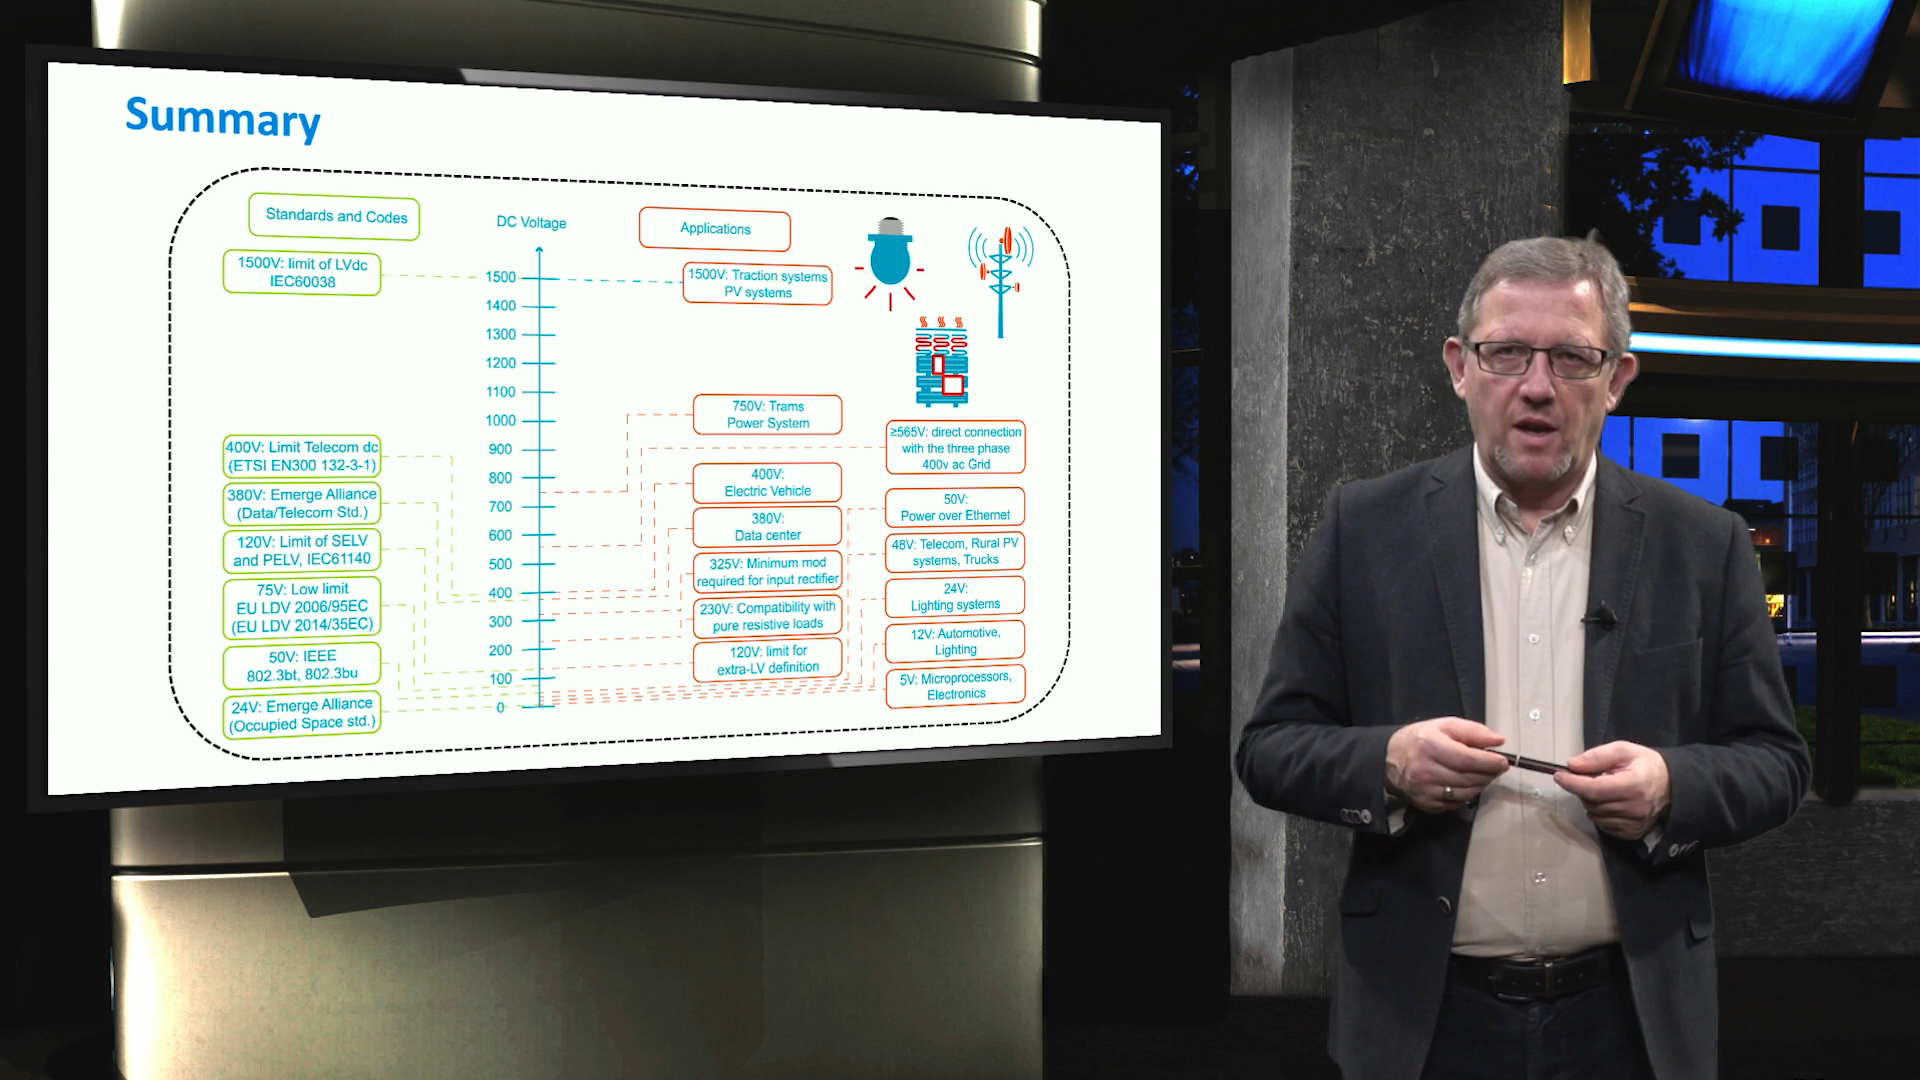 Summary
Standards and Codes
1500V: limit of LVdc
IEC60038
400V: Limit Telecom dc
(ETSI EN300 132-3-1)
380V: Emerge Alliance
(Data/Telecom Std.)
120V: Limit of SELV
and PELV, IEC61140
75V: Low limit
EU LDV 2006/95EC
(EU LDV 2014/35EC)
50V: IEEE
802.3bt, 802.3bu
24V: Emerge Alliance
(Occupied Space std.)
DC Voltage
1500
1400
1300
1200
1100
1000
900
800
700
600
500
400
300
200
100
0
Applications
1500V: Traction systems
PV systems
750V: Trams
Power System
400V:
Electric Vehicle
380V:
Data center
325V: Minimum mod
required for input rectifier
230V: Compatibility with
pure resistive loads
120V: limit for
extra-LV definition
≥565V: direct connection
with the three phase
400v ac Grid
50V:
Power over Ethernet
48V: Telecom, Rural PV
systems, Trucks
24V:
Lighting systems
12V: Automotive,
Lighting
5V: Microprocessors,
Electronics